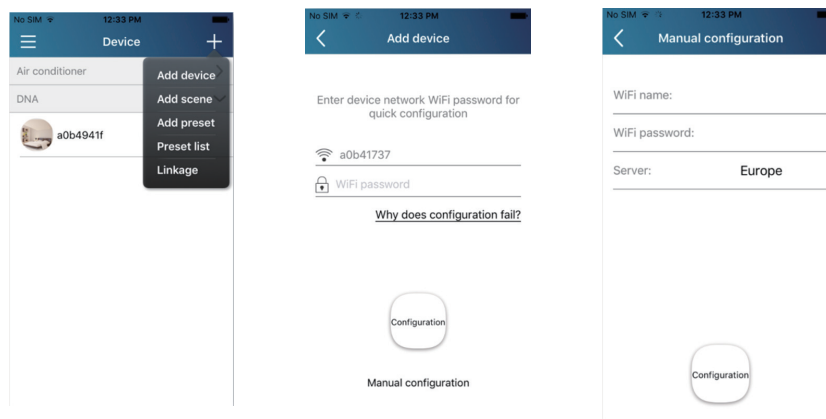 No SIM 12:33 PM
Device
+
Air conditioner
DNA
a0b4941f
Add device
Add scene
Add preset
Preset list
Linkage
No SIM 12:33 PM
Add device
Enter device network WiFi password for
quick configuration
a0b41737
WiFi password
Why does configuration fail?
Configuration
Manual configuration
No SIM 12:33 PM
Manual configuration
WiFi name:
WiFi password:
Server: Europe
Configuration